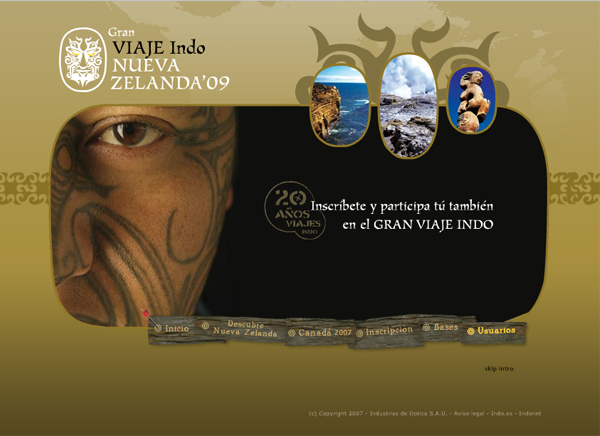 Gran
VIAJE Indo
NUEVA
ZELANDA'09
20
AÑOS
VIAJES
INDO
Inscríbete y participa tú también
en el GRAN VIAJE INDO
Inicio
Descubre
Nueva Zelanda
Canadá 2007
Inscripcion
Bases
Usuarios
skip intro
(c) Copyright 2007 - Industrias de Optica S.A.U. - Aviso legal - Indo.es - Indonet